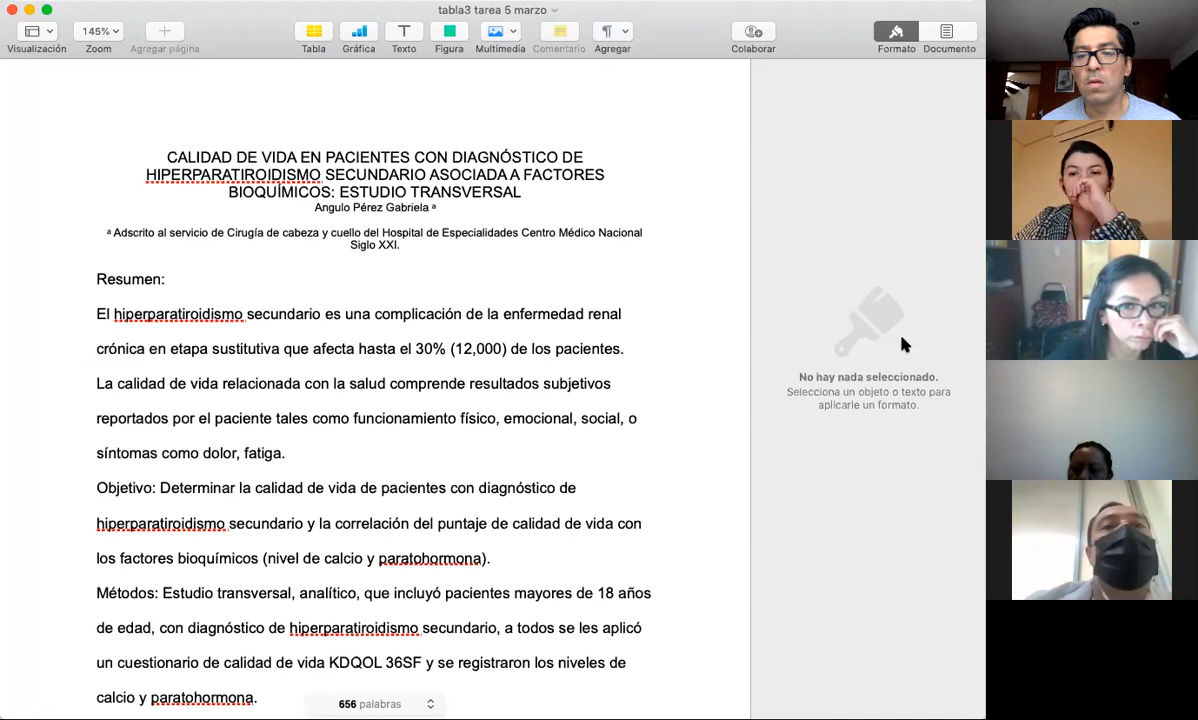 tabla3 tarea 5 marzo
145%
Visualización
Zoom
Agregar página
Tabla
Gráfica
Texto
Figura
Multimedia
Comentario
Agregar
Colaborar
Formato
Documento
CALIDAD DE VIDA EN PACIENTES CON DIAGNÓSTICO DE
HIPERPARATIROIDISMO SECUNDARIO ASOCIADA A FACTORES
BIOQUÍMICOS: ESTUDIO TRANSVERSAL
Angulo Pérez Gabriela ª
ª Adscrito al servicio de Cirugía de cabeza y cuello del Hospital de Especialidades Centro Médico Nacional
Siglo XXI.
Resumen:
El hiperparatiroidismo secundario es una complicación de la enfermedad renal
crónica en etapa sustitutiva que afecta hasta el 30% (12,000) de los pacientes.
La calidad de vida relacionada con la salud comprende resultados subjetivos
reportados por el paciente tales como funcionamiento físico, emocional, social, o
síntomas como dolor, fatiga.
Objetivo: Determinar la calidad de vida de pacientes con diagnóstico de
hiperparatiroidismo secundario y la correlación del puntaje de calidad de vida con
los factores bioquímicos (nivel de calcio y paratohormona).
Métodos: Estudio transversal, analítico, que incluyó pacientes mayores de 18 años
de edad, con diagnóstico de hiperparatiroidismo secundario, a todos se les aplicó
un cuestionario de calidad de vida KDQOL 36SF y se registraron los niveles de
calcio y paratohormona.
656 palabras
No hay nada seleccionado.
Selecciona un objeto o texto para
aplicarle un formato.